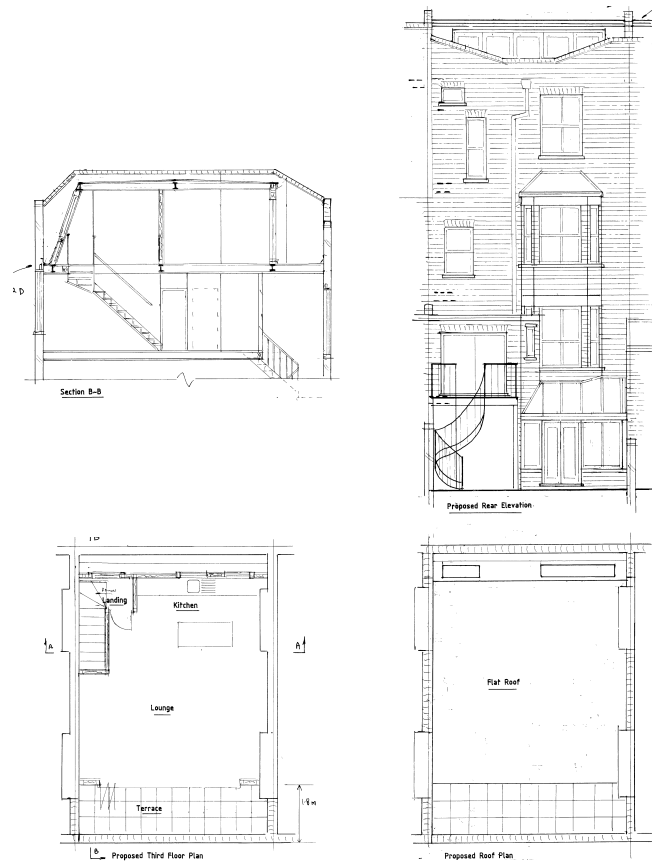 2 D
Section B-B
Proposed Rear Elevation
Landing
Kitchen
A
A
Lounge
Terrace
1·8m
B
Proposed Third Floor Plan
Flat Roof
Proposed Roof Plan